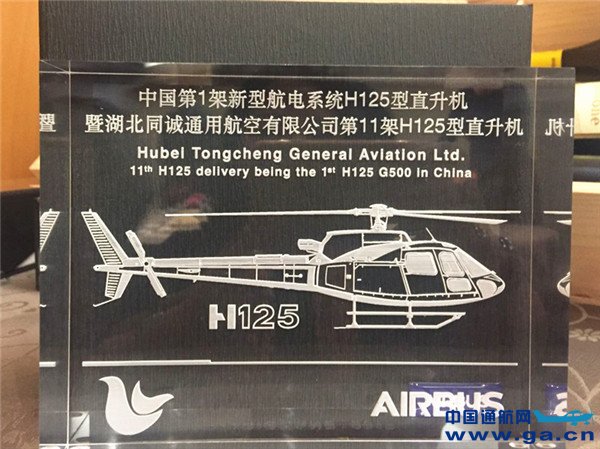 中国第1架新型航电系统H125型直升机
暨湖北同诚通用航空有限公司第11架H125型直升机
Hubei Tongcheng General Aviation Ltd.
11th H125 delivery being the 1st H125 G500 in China
H125
AIRBUS
中国通航网
www.ga.cn